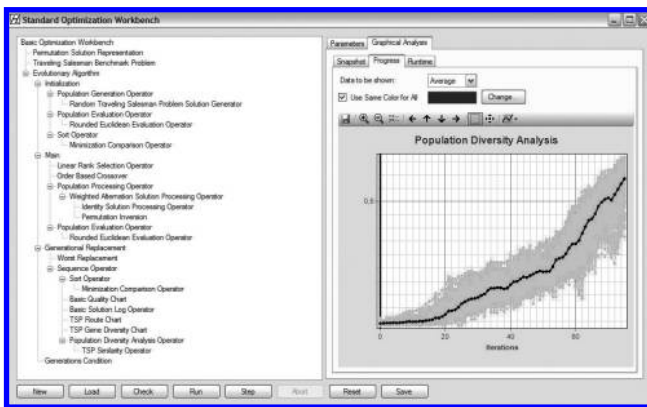 Standard Optimization Workbench
Basic Optimization Workbench
Permutation Solution Representation
Traveling Salesman Benchmark Problem
Evolutionary Algorithm
Initialization
Population Generation Operator
Random Traveling Salesman Problem Solution Generator
Population Evaluation Operator
Rounded Euclidean Evaluation Operator
Sort Operator
Minimization Comparison Operator
Main
Linear Rank Selection Operator
Order Based Crossover
Population Processing Operator
Weighted Alternation Solution Processing Operator
Identity Solution Processing Operator
Permutation Inversion
Population Evaluation Operator
Rounded Euclidean Evaluation Operator
Generational Replacement
Worst Replacement
Sequence Operator
Sort Operator
Minimization Comparison Operator
Basic Quality Chart
Basic Solution Log Operator
TSP Route Chart
TSP Gene Diversity Chart
Population Diversity Analysis Operator
TSP Similarity Operator
Generations Condition
Parameters Graphical Analysis
Snapshot Progress Runtime
Data to be shown: Average
Use Same Color for All Change...
Population Diversity Analysis
0,5
0 20 40 60
Iterations
New Load Check Run Step Abort Reset Save